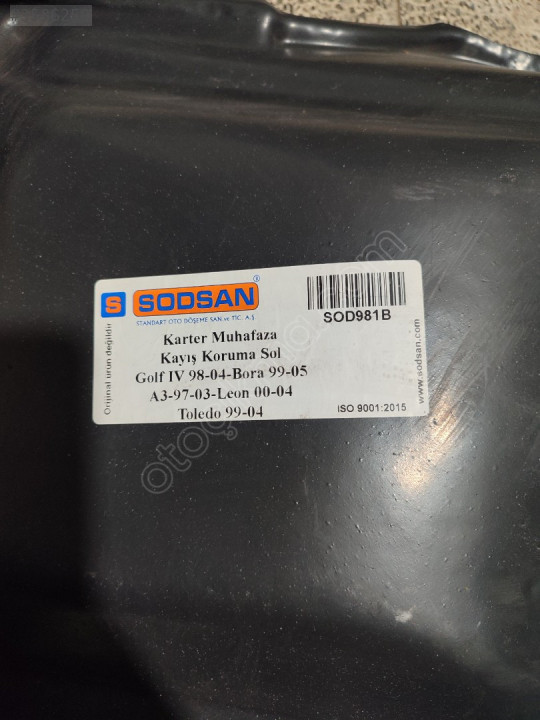 S SODSAN ®
STANDART OTO DÖŞEME SAN.ve TİC. A.Ş
Orjinal ürün değildir
SOD981B
Karter Muhafaza
Kayış Koruma Sol
Golf IV 98-04-Bora 99-05
A3-97-03-Leon 00-04
Toledo 99-04
ISO 9001:2015
www.sodsan.com